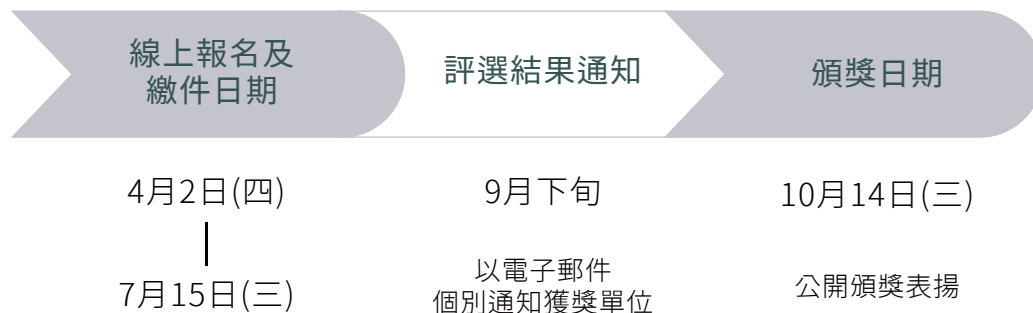 線上報名及
繳件日期
評選結果通知
頒獎日期
4月2日(四)
7月15日(三)
9月下旬
以電子郵件
個別通知獲獎單位
10月14日(三)
公開頒獎表揚